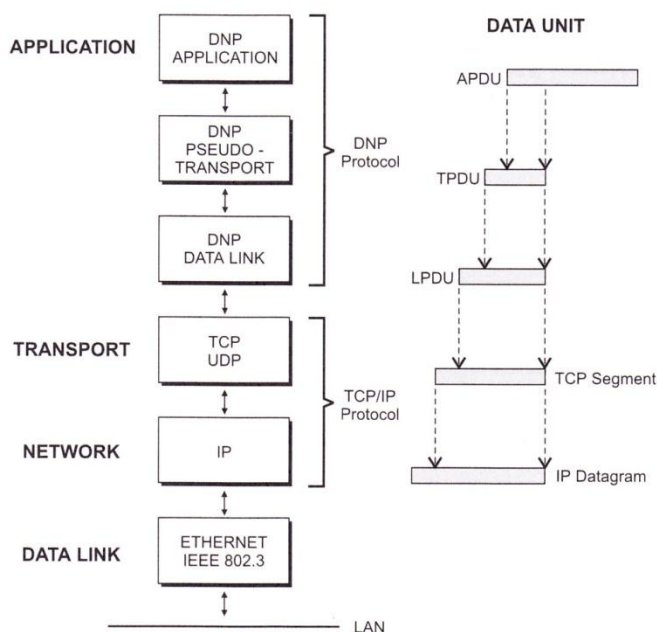 APPLICATION
DNP
APPLICATION
DNP
PSEUDO -
TRANSPORT
DNP
DATA LINK
DNP
Protocol
TRANSPORT
TCP
UDP
NETWORK
IP
TCP/IP
Protocol
DATA LINK
ETHERNET
IEEE 802.3
LAN
DATA UNIT
APDU
TPDU
LPDU
TCP Segment
IP Datagram